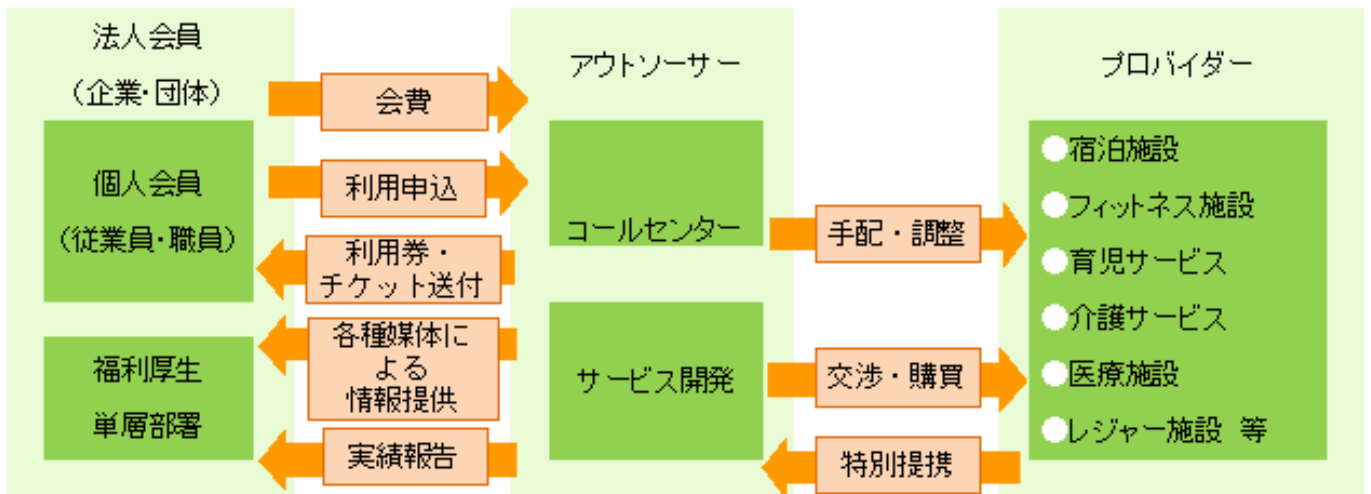 法人会員
(企業・団体)
個人会員
(従業員・職員)
福利厚生
単層部署
会費
利用申込
利用券・
チケット送付
各種媒体に
よる
情報提供
実績報告
アウトソーサー
コールセンター
サービス開発
手配・調整
交渉・購買
特別提携
プロバイダー
●宿泊施設
●フィットネス施設
●育児サービス
●介護サービス
●医療施設
●レジャー施設 等